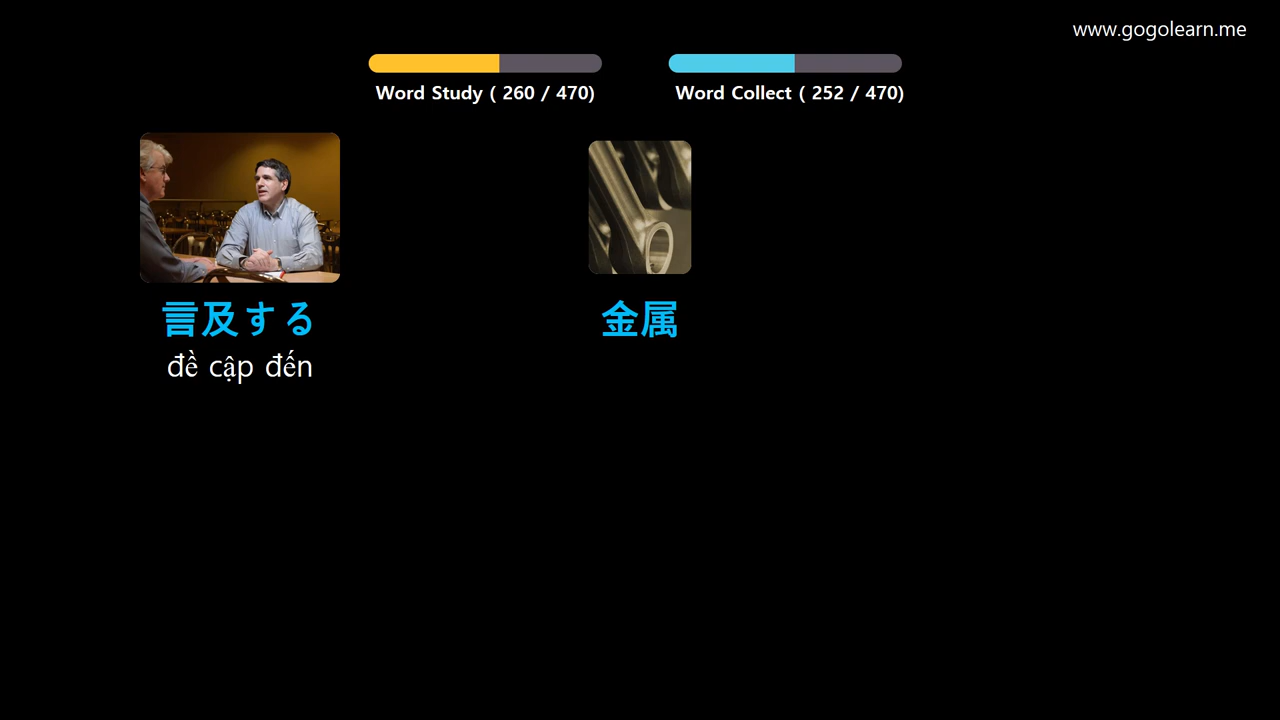 www.gogolearn.me
Word Study ( 260 / 470)
Word Collect ( 252 / 470)
言及する
đề cập đến
金属